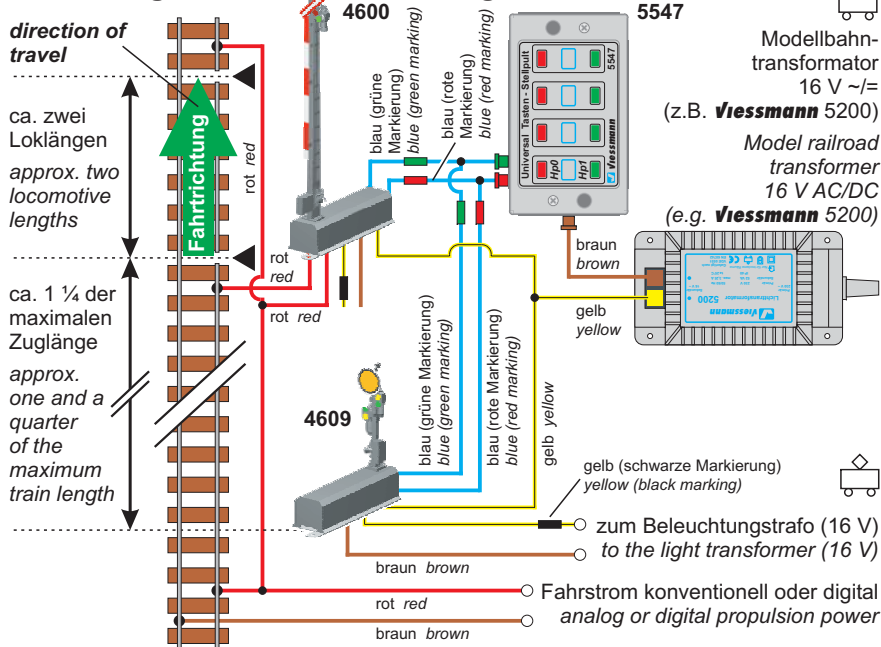 direction of
travel
4600
5547
Modellbahn-
transformator
16 V ~/=
(z.B. Viessmann 5200)
Model railroad
transformer
16 V AC/DC
(e.g. Viessmann 5200)
ca. zwei
Loklängen
approx. two
locomotive
lengths
Fahrtrichtung
rot red
blau (grüne
Markierung)
blue (green marking)
blau (rote
Markierung)
blue (red marking)
Universal Tasten - Stellpult
5547
Hp0
Hp1
Viessmann
braun
brown
gelb
yellow
Viessmann
Lichttransformator
5200
rot
red
rot red
ca. 1 ¼ der
maximalen
Zuglänge
approx.
one and a
quarter
of the
maximum
train length
4609
blau (grüne Markierung)
blue (green marking)
blau (rote Markierung)
blue (red marking)
gelb yellow
gelb (schwarze Markierung)
yellow (black marking)
zum Beleuchtungstrafo (16 V)
to the light transformer (16 V)
braun brown
Fahrstrom konventionell oder digital
analog or digital propulsion power
rot red
braun brown